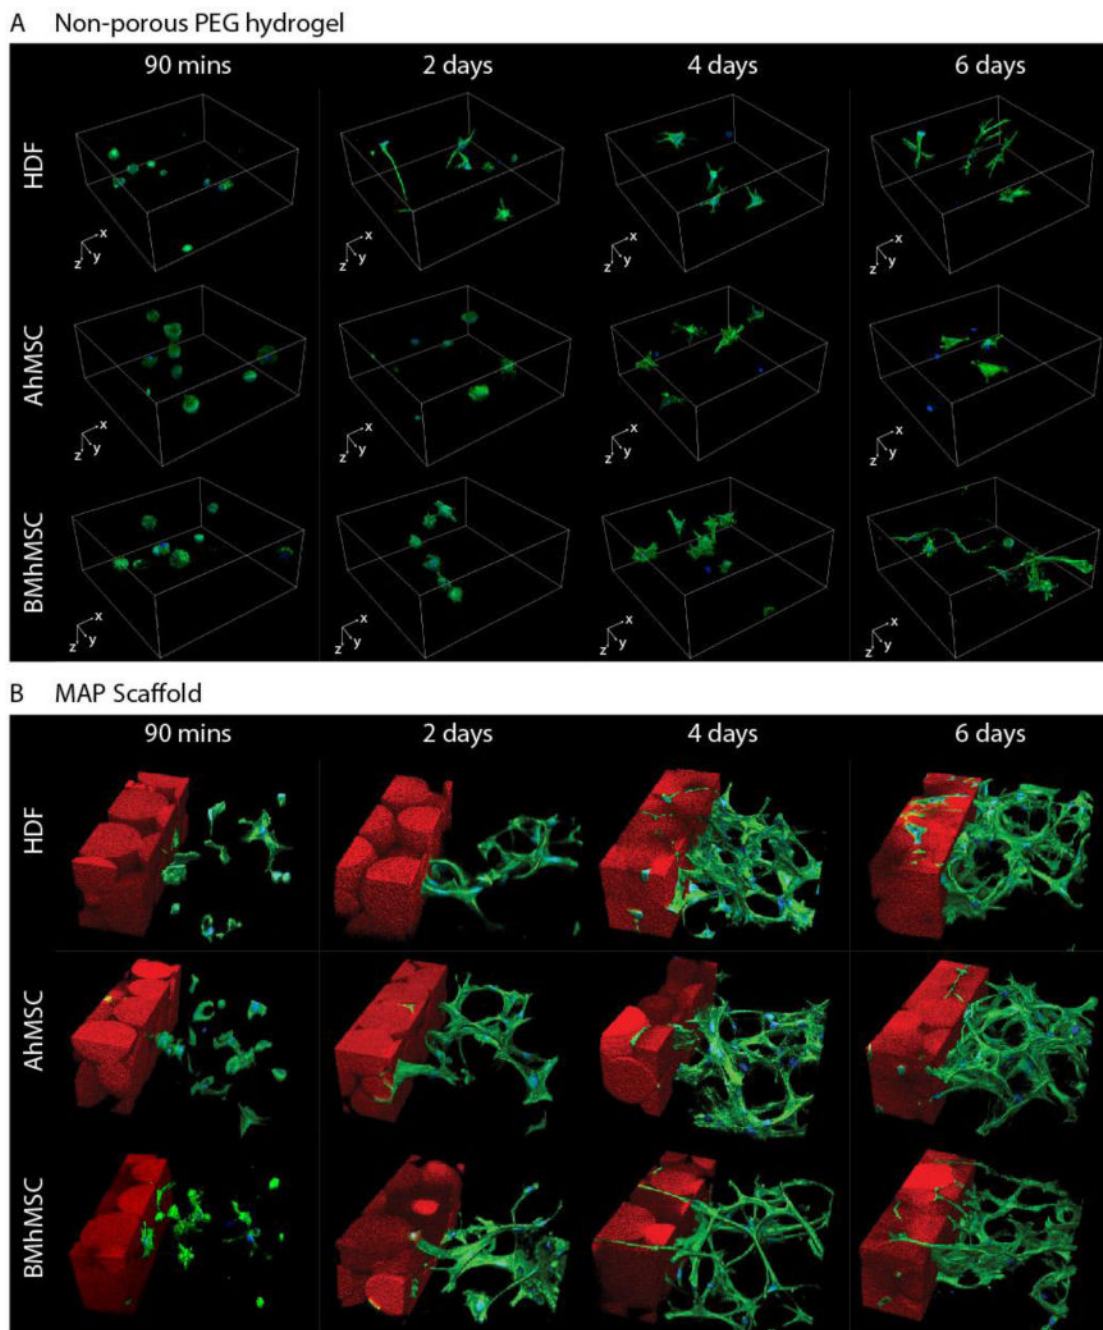 A Non-porous PEG hydrogel
90 mins 2 days 4 days 6 days
HDF
x y z x y z x y z x y z
AhMSC
x y z x y z x y z x y z
BMhMSC
x y z x y z x y z x y z
B MAP Scaffold
90 mins 2 days 4 days 6 days
HDF
AhMSC
BMhMSC